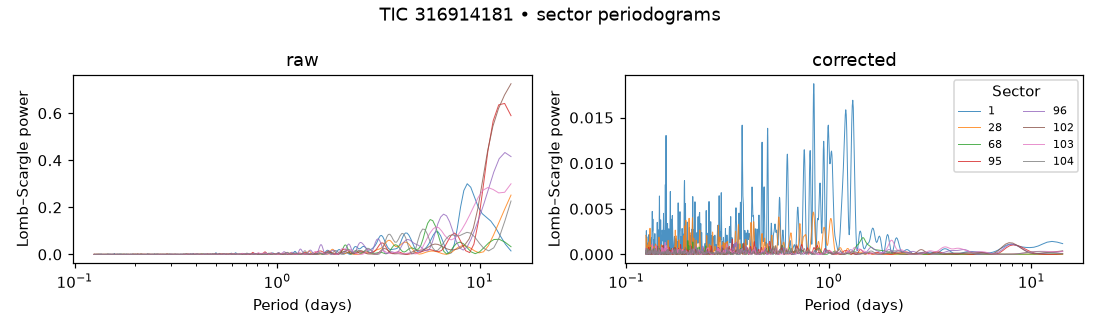 TIC 316914181 • sector periodograms
raw
Lomb–Scargle power
0.6
0.4
0.2
0.0
10⁻¹
10⁰
10¹
Period (days)
corrected
Lomb–Scargle power
0.015
0.010
0.005
0.000
10⁻¹
10⁰
10¹
Period (days)
Sector
1
28
68
95
96
102
103
104